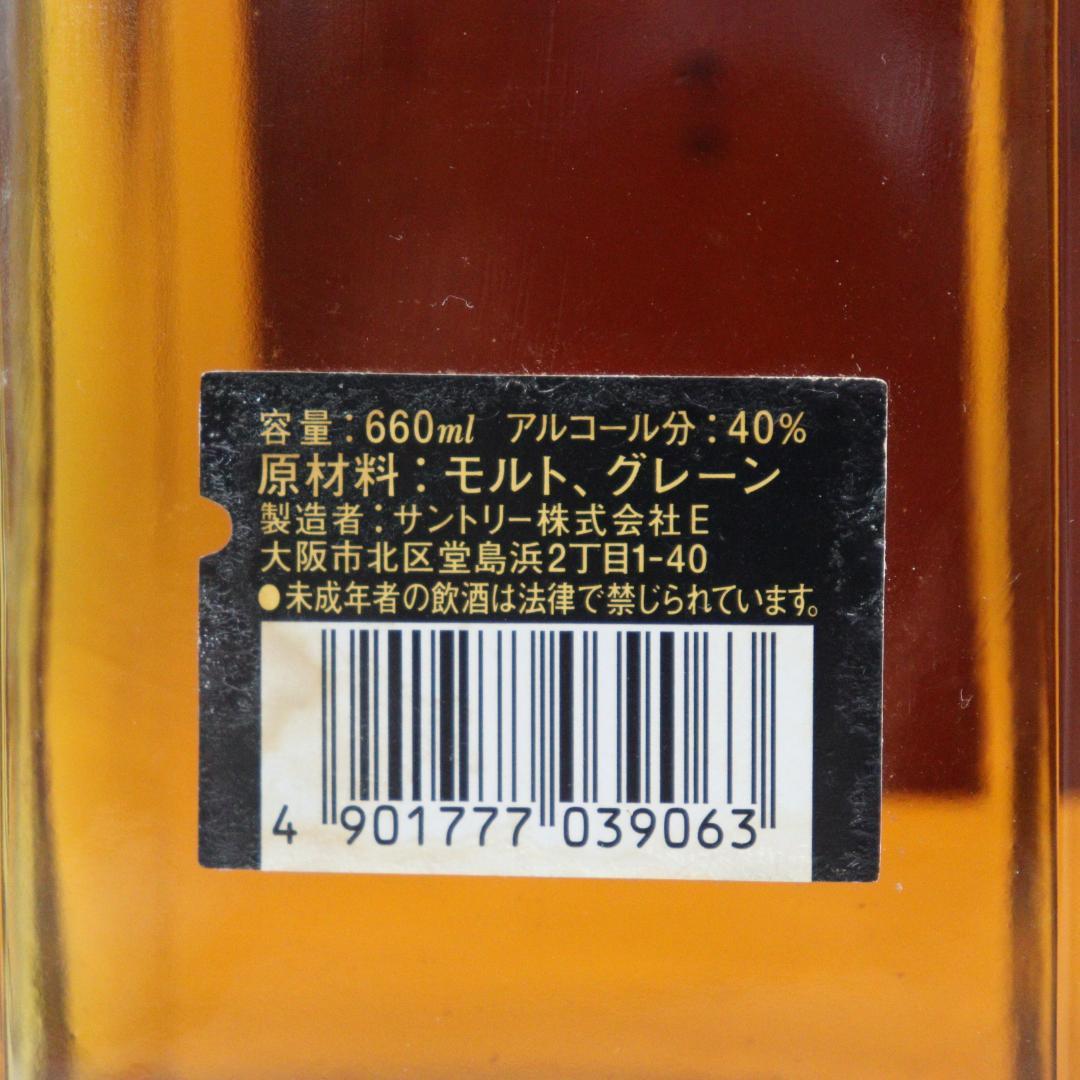 容量：660ml アルコール分：40%
原材料：モルト、グレーン
製造者：サントリー株式会社E
大阪市北区堂島浜2丁目1-40
●未成年者の飲酒は法律で禁じられています。
4 901777 039063